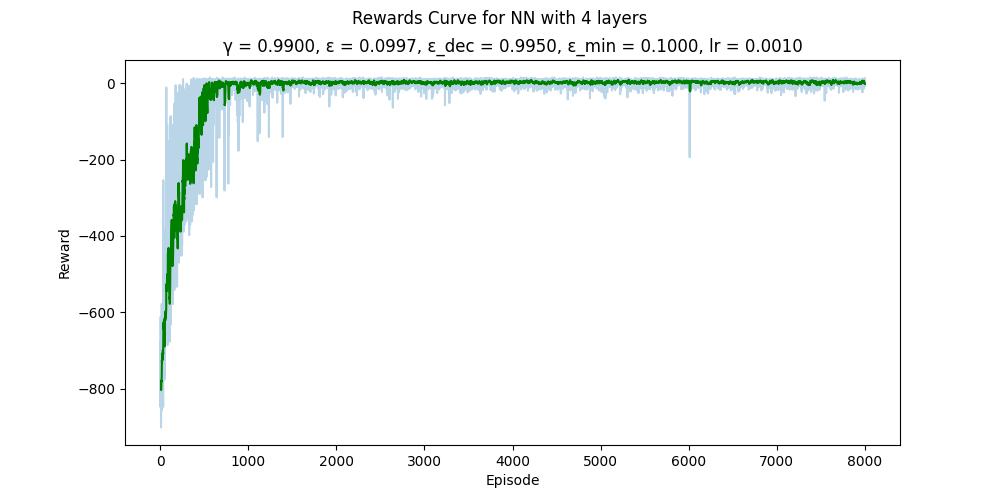 Rewards Curve for NN with 4 layers
γ = 0.9900, ε = 0.0997, ε_dec = 0.9950, ε_min = 0.1000, lr = 0.0010
Reward
0
−200
−400
−600
−800
0 1000 2000 3000 4000 5000 6000 7000 8000
Episode